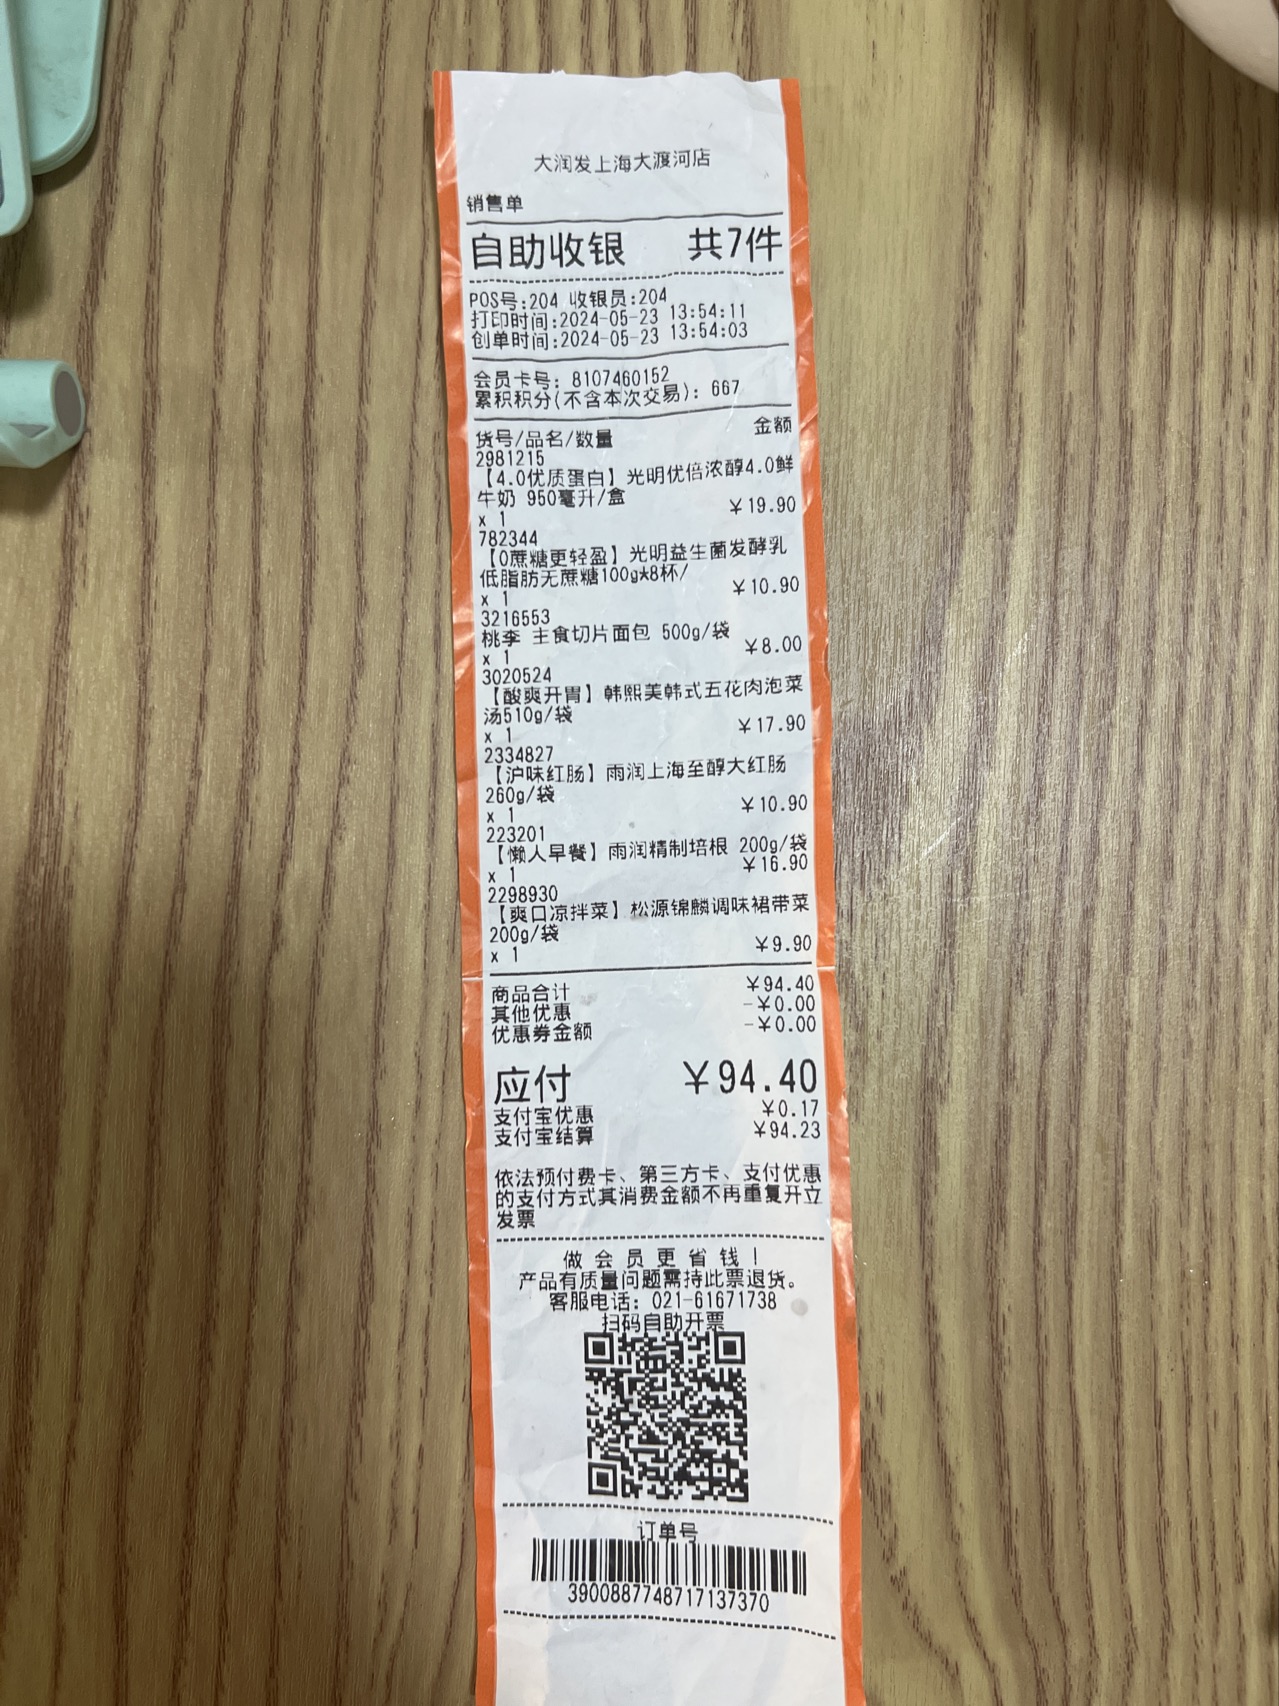 大润发上海大渡河店
销售单
自助收银 共7件
POS号:204 收银员:204
打印时间:2024-05-23 13:54:11
创单时间:2024-05-23 13:54:03
会员卡号: 8107460152
累积积分(不含本次交易): 667
货号/品名/数量 金额
2981215
【4.0优质蛋白】光明优倍浓醇4.0鲜
牛奶 950毫升/盒
x 1 ￥19.90
782344
【0蔗糖更轻盈】光明益生菌发酵乳
低脂肪无蔗糖100g*8杯/
x 1 ￥10.90
3216553
桃李 主食切片面包 500g/袋
x 1 ￥8.00
3020524
【酸爽开胃】韩熙美韩式五花肉泡菜
汤510g/袋
x 1 ￥17.90
2334827
【沪味红肠】雨润上海至醇大红肠
260g/袋
x 1 ￥10.90
223201
【懒人早餐】雨润精制培根 200g/袋
x 1 ￥16.90
2298930
【爽口凉拌菜】松源锦麟调味裙带菜
200g/袋
x 1 ￥9.90
商品合计 ￥94.40
其他优惠 -￥0.00
优惠券金额 -￥0.00
应付 ￥94.40
支付宝优惠 ￥0.17
支付宝结算 ￥94.23
依法预付费卡、第三方卡、支付优惠
的支付方式其消费金额不再重复开立
发票
做会员更省钱！
产品有质量问题需持此票退货。
客服电话: 021-61671738
扫码自助开票
订单号
3900887748717137370